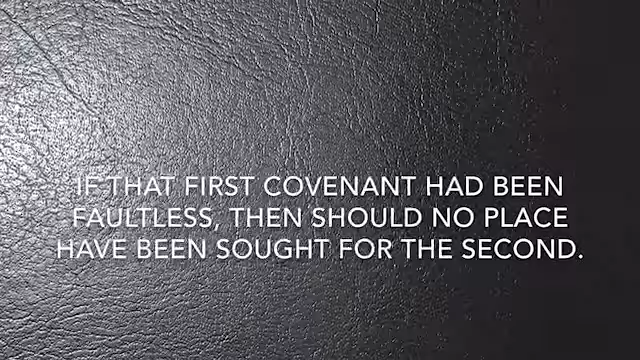 IF THAT FIRST COVENANT HAD BEEN
FAULTLESS, THEN SHOULD NO PLACE
HAVE BEEN SOUGHT FOR THE SECOND.